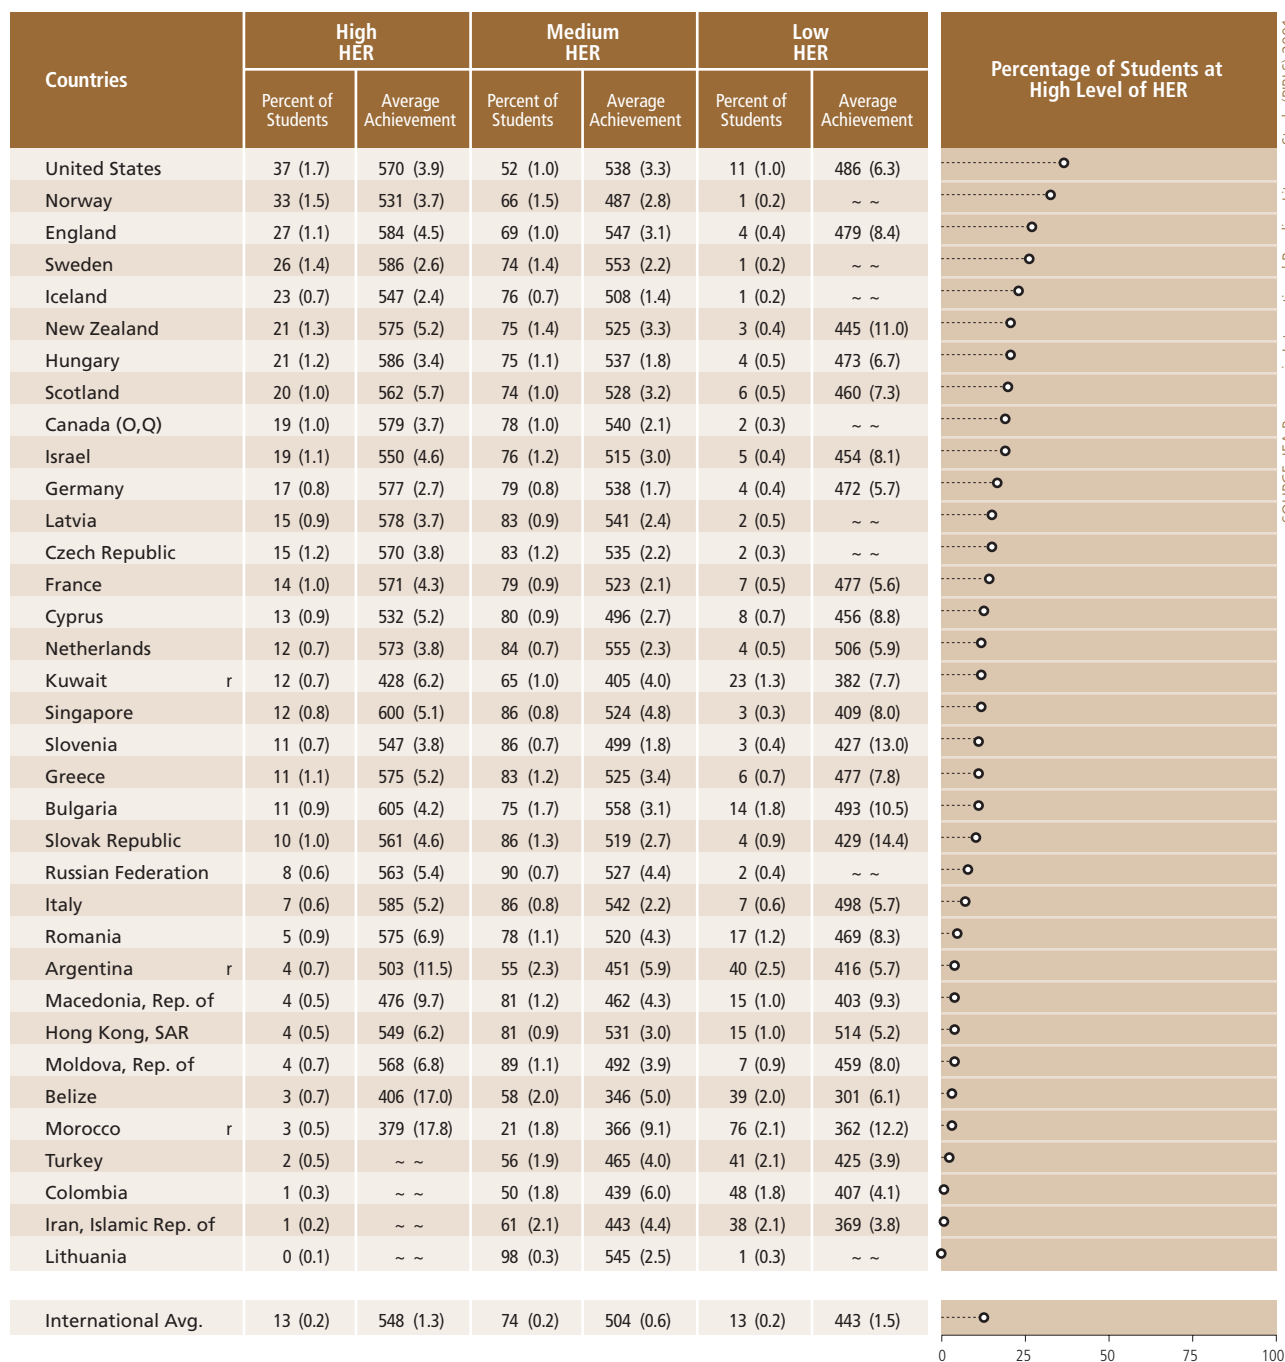 Countries
High HER
Medium HER
Low HER
Percentage of Students at High Level of HER
Percent of Students
Average Achievement
Percent of Students
Average Achievement
Percent of Students
Average Achievement
United States 37 (1.7) 570 (3.9) 52 (1.0) 538 (3.3) 11 (1.0) 486 (6.3)
Norway 33 (1.5) 531 (3.7) 66 (1.5) 487 (2.8) 1 (0.2) ~ ~
England 27 (1.1) 584 (4.5) 69 (1.0) 547 (3.1) 4 (0.4) 479 (8.4)
Sweden 26 (1.4) 586 (2.6) 74 (1.4) 553 (2.2) 1 (0.2) ~ ~
Iceland 23 (0.7) 547 (2.4) 76 (0.7) 508 (1.4) 1 (0.2) ~ ~
New Zealand 21 (1.3) 575 (5.2) 75 (1.4) 525 (3.3) 3 (0.4) 445 (11.0)
Hungary 21 (1.2) 586 (3.4) 75 (1.1) 537 (1.8) 4 (0.5) 473 (6.7)
Scotland 20 (1.0) 562 (5.7) 74 (1.0) 528 (3.2) 6 (0.5) 460 (7.3)
Canada (O,Q) 19 (1.0) 579 (3.7) 78 (1.0) 540 (2.1) 2 (0.3) ~ ~
Israel 19 (1.1) 550 (4.6) 76 (1.2) 515 (3.0) 5 (0.4) 454 (8.1)
Germany 17 (0.8) 577 (2.7) 79 (0.8) 538 (1.7) 4 (0.4) 472 (5.7)
Latvia 15 (0.9) 578 (3.7) 83 (0.9) 541 (2.4) 2 (0.5) ~ ~
Czech Republic 15 (1.2) 570 (3.8) 83 (1.2) 535 (2.2) 2 (0.3) ~ ~
France 14 (1.0) 571 (4.3) 79 (0.9) 523 (2.1) 7 (0.5) 477 (5.6)
Cyprus 13 (0.9) 532 (5.2) 80 (0.9) 496 (2.7) 8 (0.7) 456 (8.8)
Netherlands 12 (0.7) 573 (3.8) 84 (0.7) 555 (2.3) 4 (0.5) 506 (5.9)
Kuwait r 12 (0.7) 428 (6.2) 65 (1.0) 405 (4.0) 23 (1.3) 382 (7.7)
Singapore 12 (0.8) 600 (5.1) 86 (0.8) 524 (4.8) 3 (0.3) 409 (8.0)
Slovenia 11 (0.7) 547 (3.8) 86 (0.7) 499 (1.8) 3 (0.4) 427 (13.0)
Greece 11 (1.1) 575 (5.2) 83 (1.2) 525 (3.4) 6 (0.7) 477 (7.8)
Bulgaria 11 (0.9) 605 (4.2) 75 (1.7) 558 (3.1) 14 (1.8) 493 (10.5)
Slovak Republic 10 (1.0) 561 (4.6) 86 (1.3) 519 (2.7) 4 (0.9) 429 (14.4)
Russian Federation 8 (0.6) 563 (5.4) 90 (0.7) 527 (4.4) 2 (0.4) ~ ~
Italy 7 (0.6) 585 (5.2) 86 (0.8) 542 (2.2) 7 (0.6) 498 (5.7)
Romania 5 (0.9) 575 (6.9) 78 (1.1) 520 (4.3) 17 (1.2) 469 (8.3)
Argentina r 4 (0.7) 503 (11.5) 55 (2.3) 451 (5.9) 40 (2.5) 416 (5.7)
Macedonia, Rep. of 4 (0.5) 476 (9.7) 81 (1.2) 462 (4.3) 15 (1.0) 403 (9.3)
Hong Kong, SAR 4 (0.5) 549 (6.2) 81 (0.9) 531 (3.0) 15 (1.0) 514 (5.2)
Moldova, Rep. of 4 (0.7) 568 (6.8) 89 (1.1) 492 (3.9) 7 (0.9) 459 (8.0)
Belize 3 (0.7) 406 (17.0) 58 (2.0) 346 (5.0) 39 (2.0) 301 (6.1)
Morocco r 3 (0.5) 379 (17.8) 21 (1.8) 366 (9.1) 76 (2.1) 362 (12.2)
Turkey 2 (0.5) ~ ~ 56 (1.9) 465 (4.0) 41 (2.1) 425 (3.9)
Colombia 1 (0.3) ~ ~ 50 (1.8) 439 (6.0) 48 (1.8) 407 (4.1)
Iran, Islamic Rep. of 1 (0.2) ~ ~ 61 (2.1) 443 (4.4) 38 (2.1) 369 (3.8)
Lithuania 0 (0.1) ~ ~ 98 (0.3) 545 (2.5) 1 (0.3) ~ ~
International Avg. 13 (0.2) 548 (1.3) 74 (0.2) 504 (0.6) 13 (0.2) 443 (1.5)
0 25 50 75 100